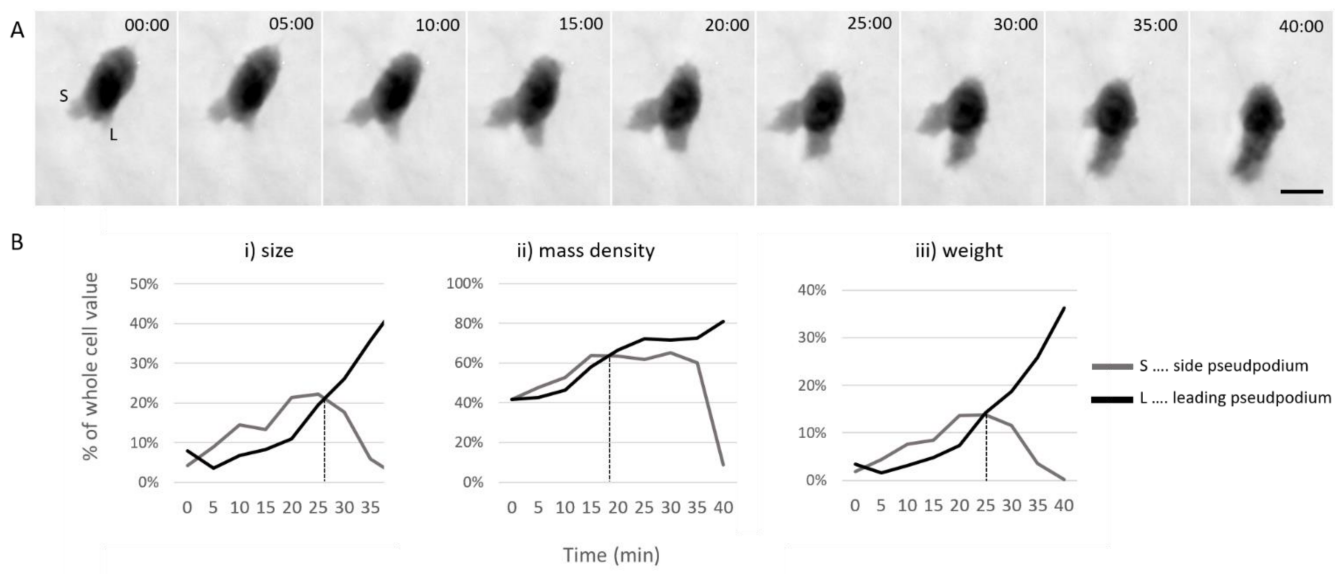 A
00:00 05:00 10:00 15:00 20:00 25:00 30:00 35:00 40:00
S
L
B
i) size
ii) mass density
iii) weight
% of whole cell value
50%
40%
30%
20%
10%
0%
0 5 10 15 20 25 30 35
100%
80%
60%
40%
20%
0%
0 5 10 15 20 25 30 35 40
40%
30%
20%
10%
0%
0 5 10 15 20 25 30 35 40
S .... side pseudpodium
L .... leading pseudpodium
Time (min)